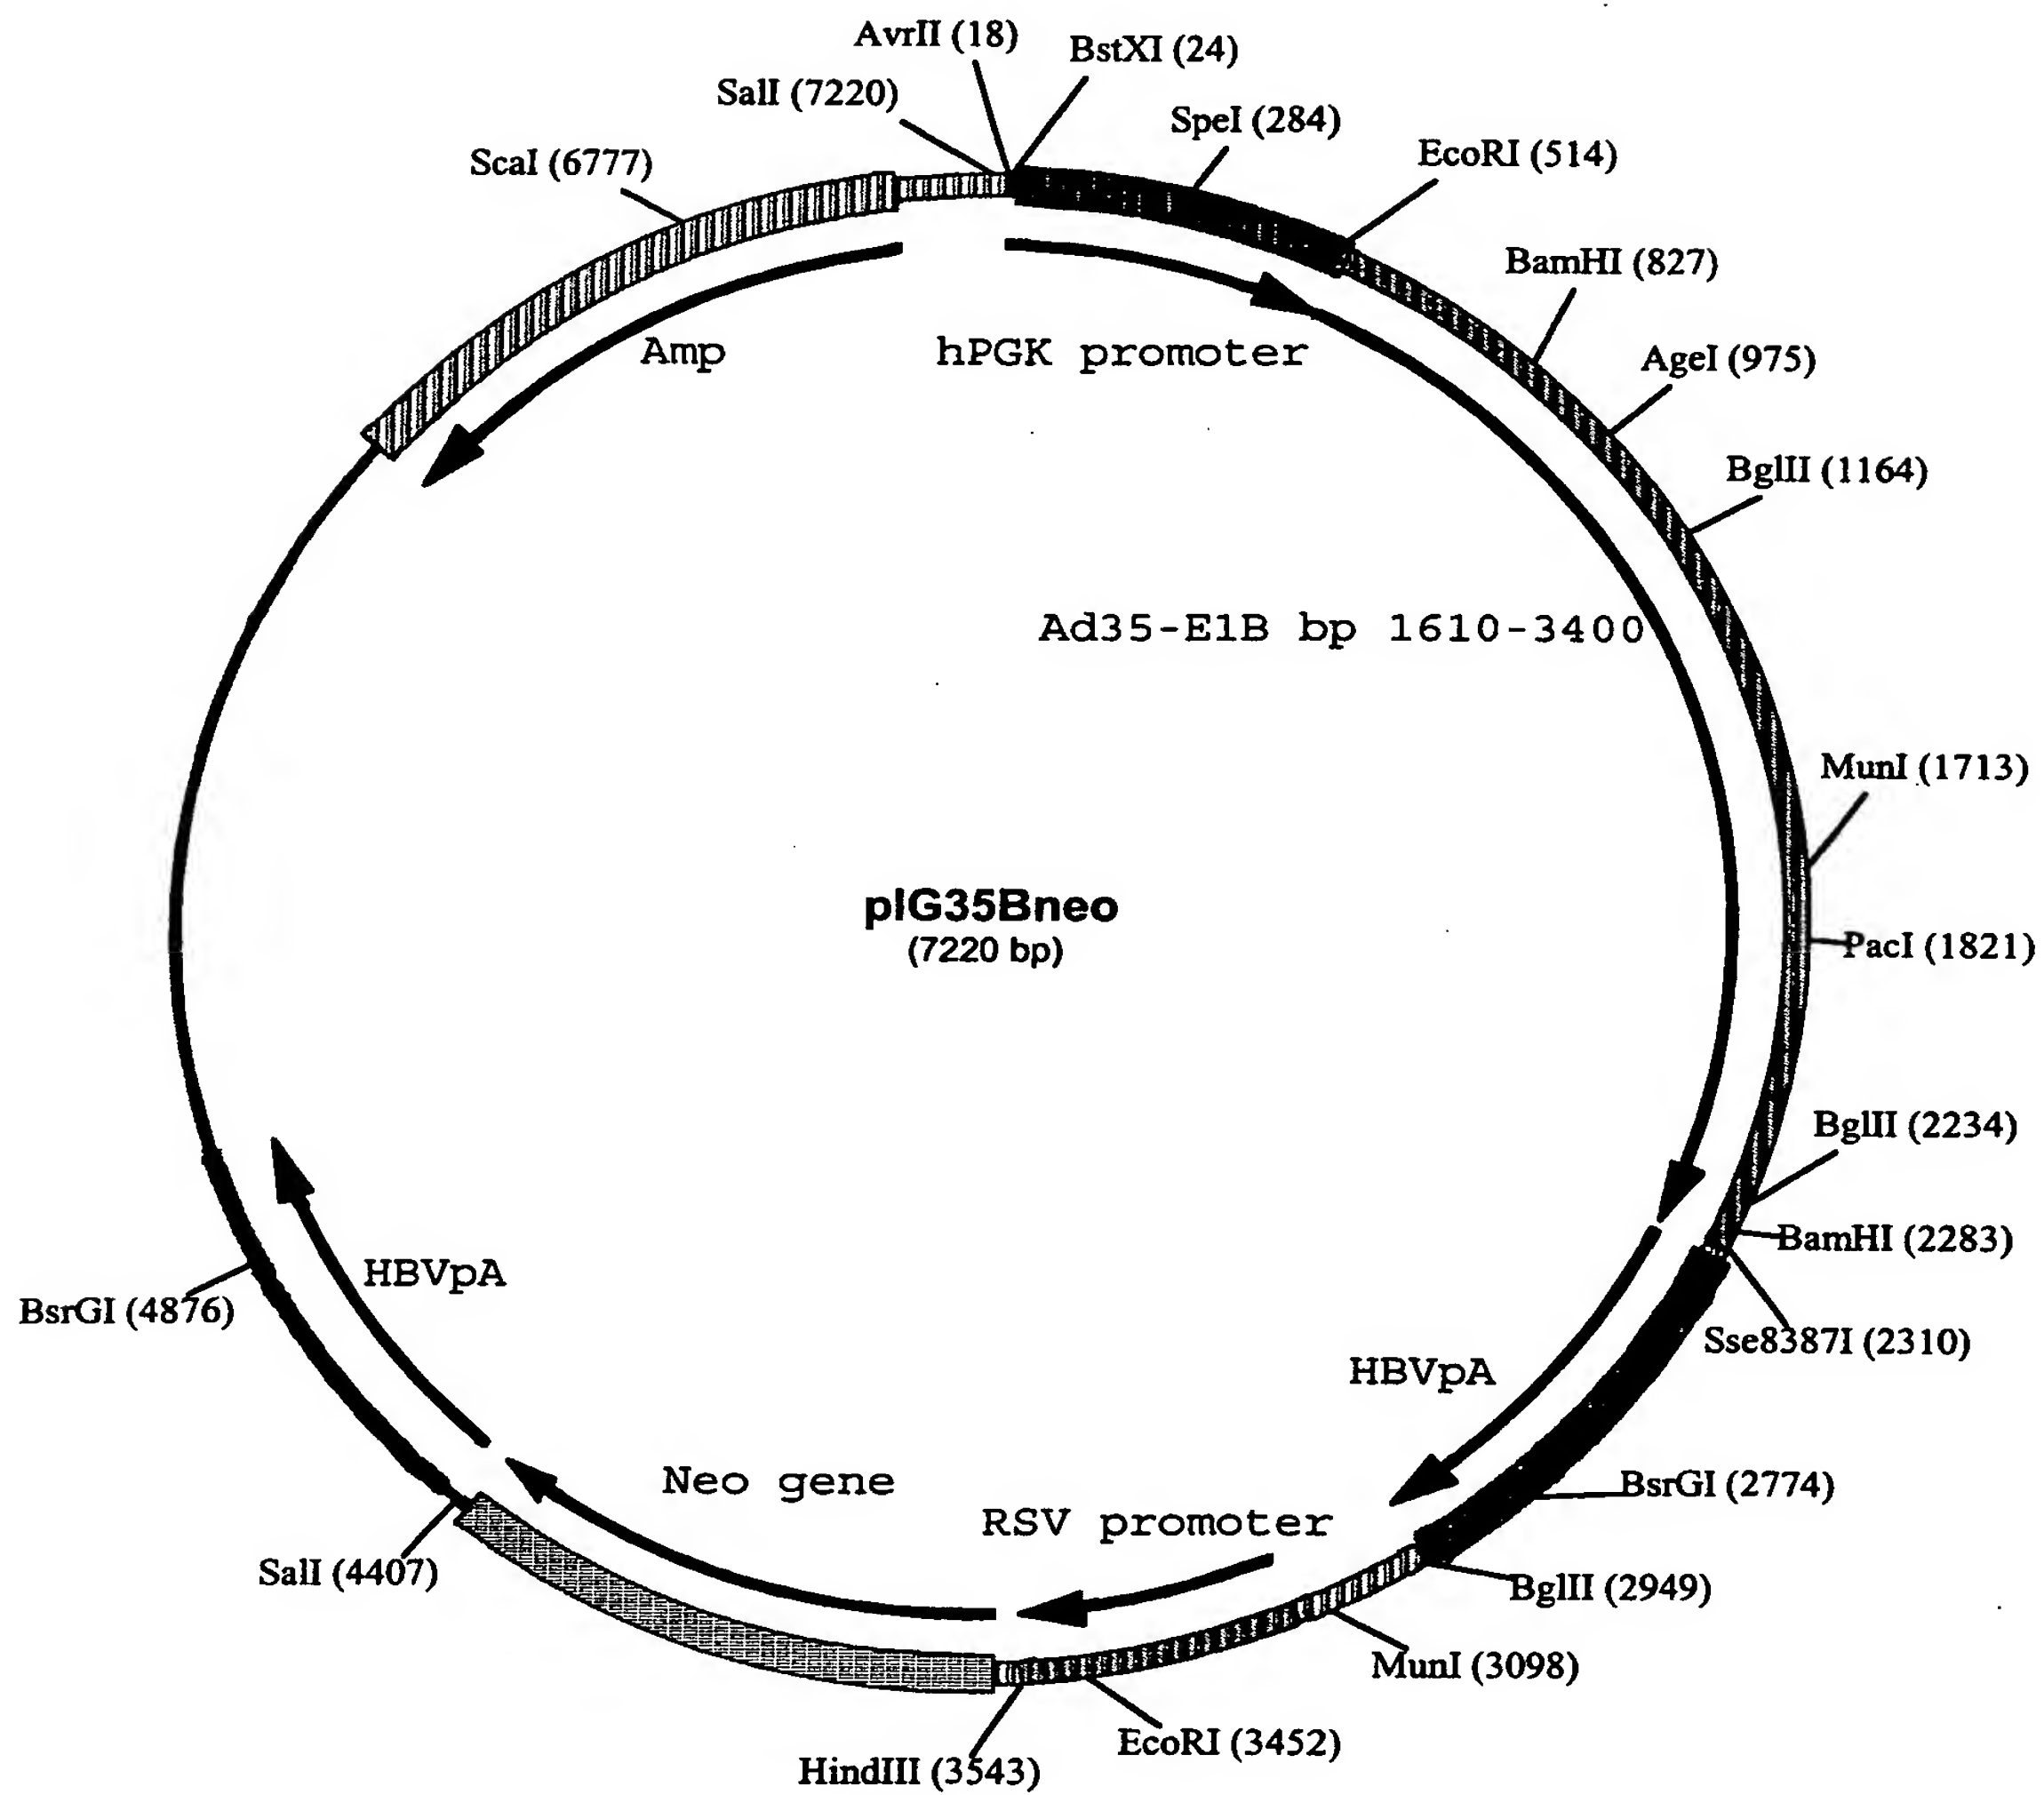 AvrII (18)
BstXI (24)
SalI (7220)
SpeI (284)
ScaI (6777)
EcoRI (514)
BamHI (827)
Amp
hPGK promoter
AgeI (975)
BglII (1164)
Ad35-E1B bp 1610-3400
MunI (1713)
pIG35Bneo
(7220 bp)
PacI (1821)
BglII (2234)
BamHI (2283)
HBVpA
BsrGI (4876)
Sse8387I (2310)
HBVpA
Neo gene
BsrGI (2774)
RSV promoter
SalI (4407)
BglII (2949)
MunI (3098)
EcoRI (3452)
HindIII (3543)